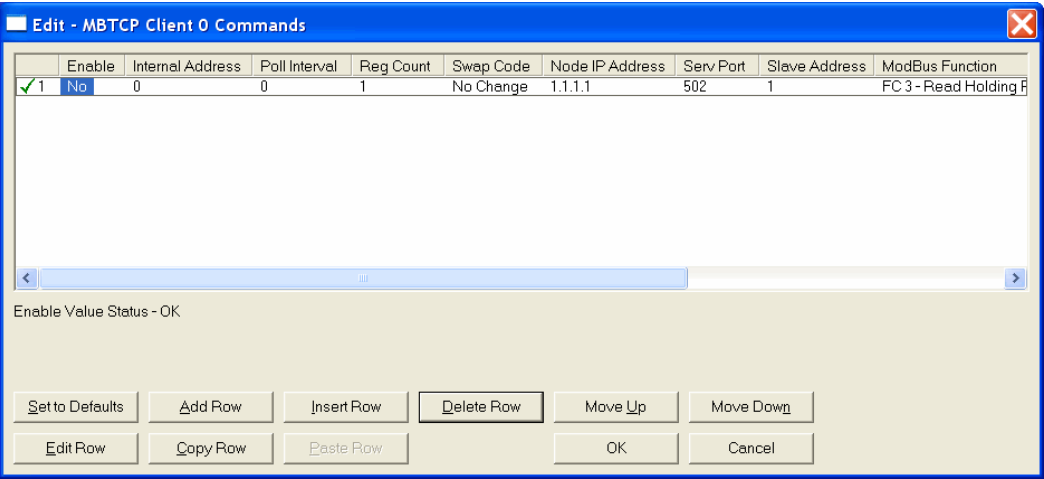 Edit - MBTCP Client 0 Commands
Enable Internal Address Poll Interval Reg Count Swap Code Node IP Address Serv Port Slave Address ModBus Function
1 No 0 0 1 No Change 1.1.1.1 502 1 FC 3 - Read Holding
Enable Value Status - OK
Set to Defaults Add Row Insert Row Delete Row Move Up Move Down
Edit Row Copy Row Paste Row OK Cancel